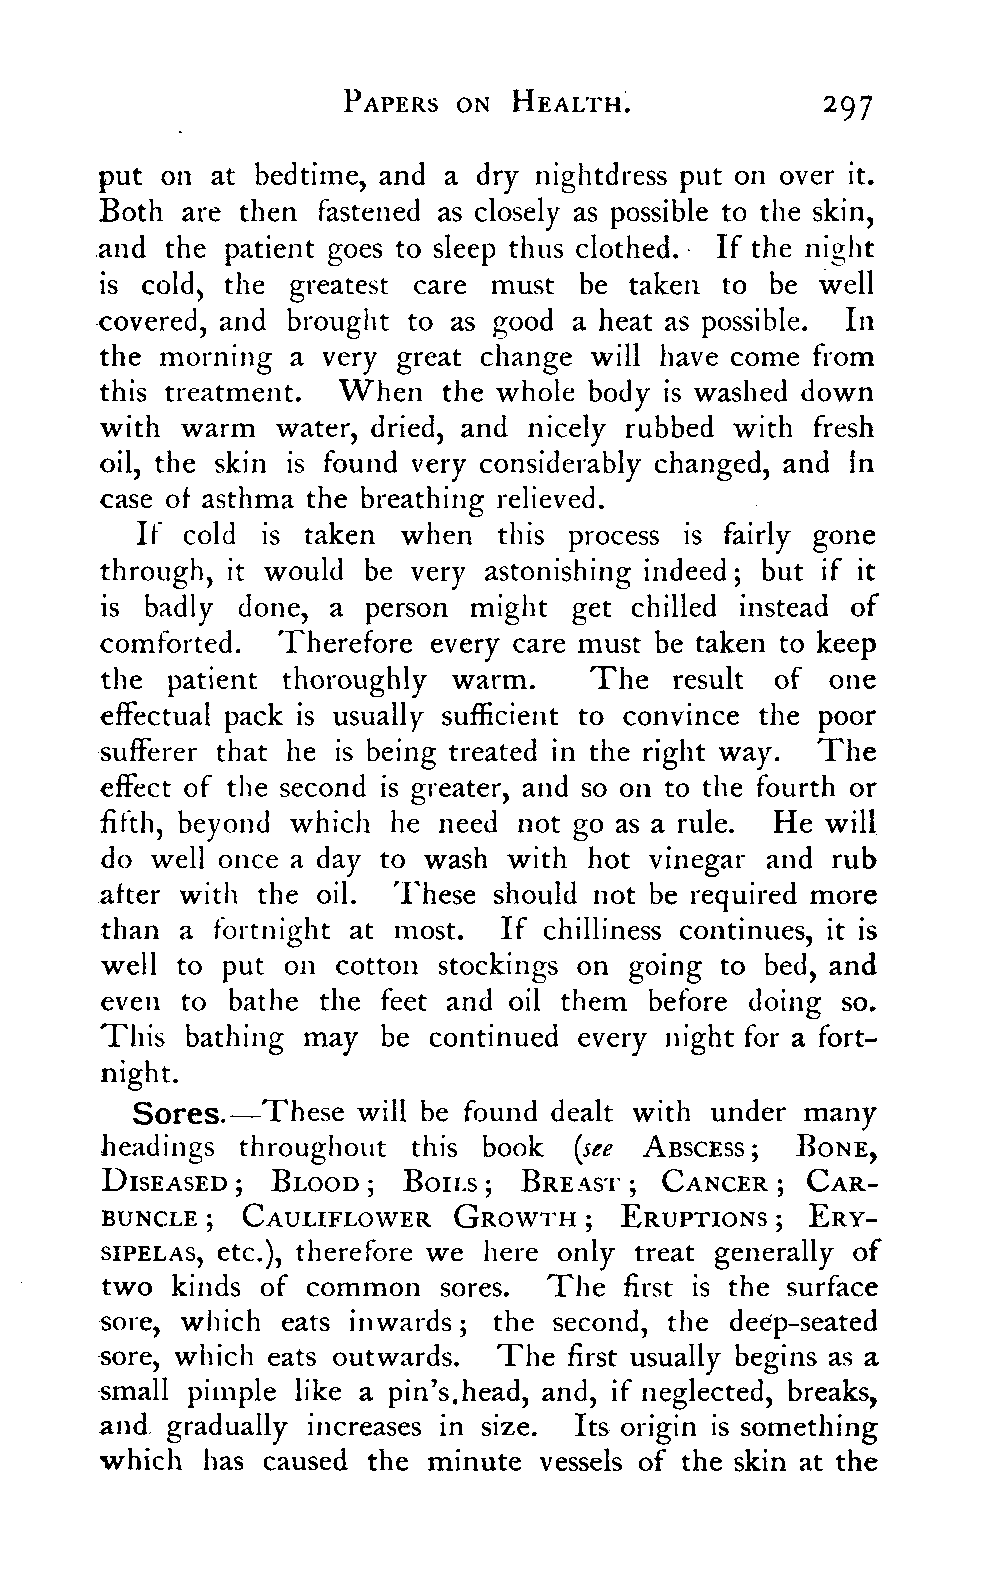 PAPERS ON HEALTH. 297
put on at bedtime, and a dry nightdress put on over it.
Both are then fastened as closely as possible to the skin,
and the patient goes to sleep thus clothed. If the night
is cold, the greatest care must be taken to be well
covered, and brought to as good a heat as possible. In
the morning a very great change will have come from
this treatment. When the whole body is washed down
with warm water, dried, and nicely rubbed with fresh
oil, the skin is found very considerably changed, and in
case of asthma the breathing relieved.
If cold is taken when this process is fairly gone
through, it would be very astonishing indeed; but if it
is badly done, a person might get chilled instead of
comforted. Therefore every care must be taken to keep
the patient thoroughly warm. The result of one
effectual pack is usually sufficient to convince the poor
sufferer that he is being treated in the right way. The
effect of the second is greater, and so on to the fourth or
fifth, beyond which he need not go as a rule. He will
do well once a day to wash with hot vinegar and rub
after with the oil. These should not be required more
than a fortnight at most. If chilliness continues, it is
well to put on cotton stockings on going to bed, and
even to bathe the feet and oil them before doing so.
This bathing may be continued every night for a fort-
night.
Sores.—These will be found dealt with under many
headings throughout this book (see ABSCESS; BONE,
DISEASED; BLOOD; BOILS; BREAST; CANCER; CAR-
BUNCLE; CAULIFLOWER GROWTH; ERUPTIONS; ERY-
SIPELAS, etc.), therefore we here only treat generally of
two kinds of common sores. The first is the surface
sore, which eats inwards; the second, the deep-seated
sore, which eats outwards. The first usually begins as a
small pimple like a pin's head, and, if neglected, breaks,
and gradually increases in size. Its origin is something
which has caused the minute vessels of the skin at the